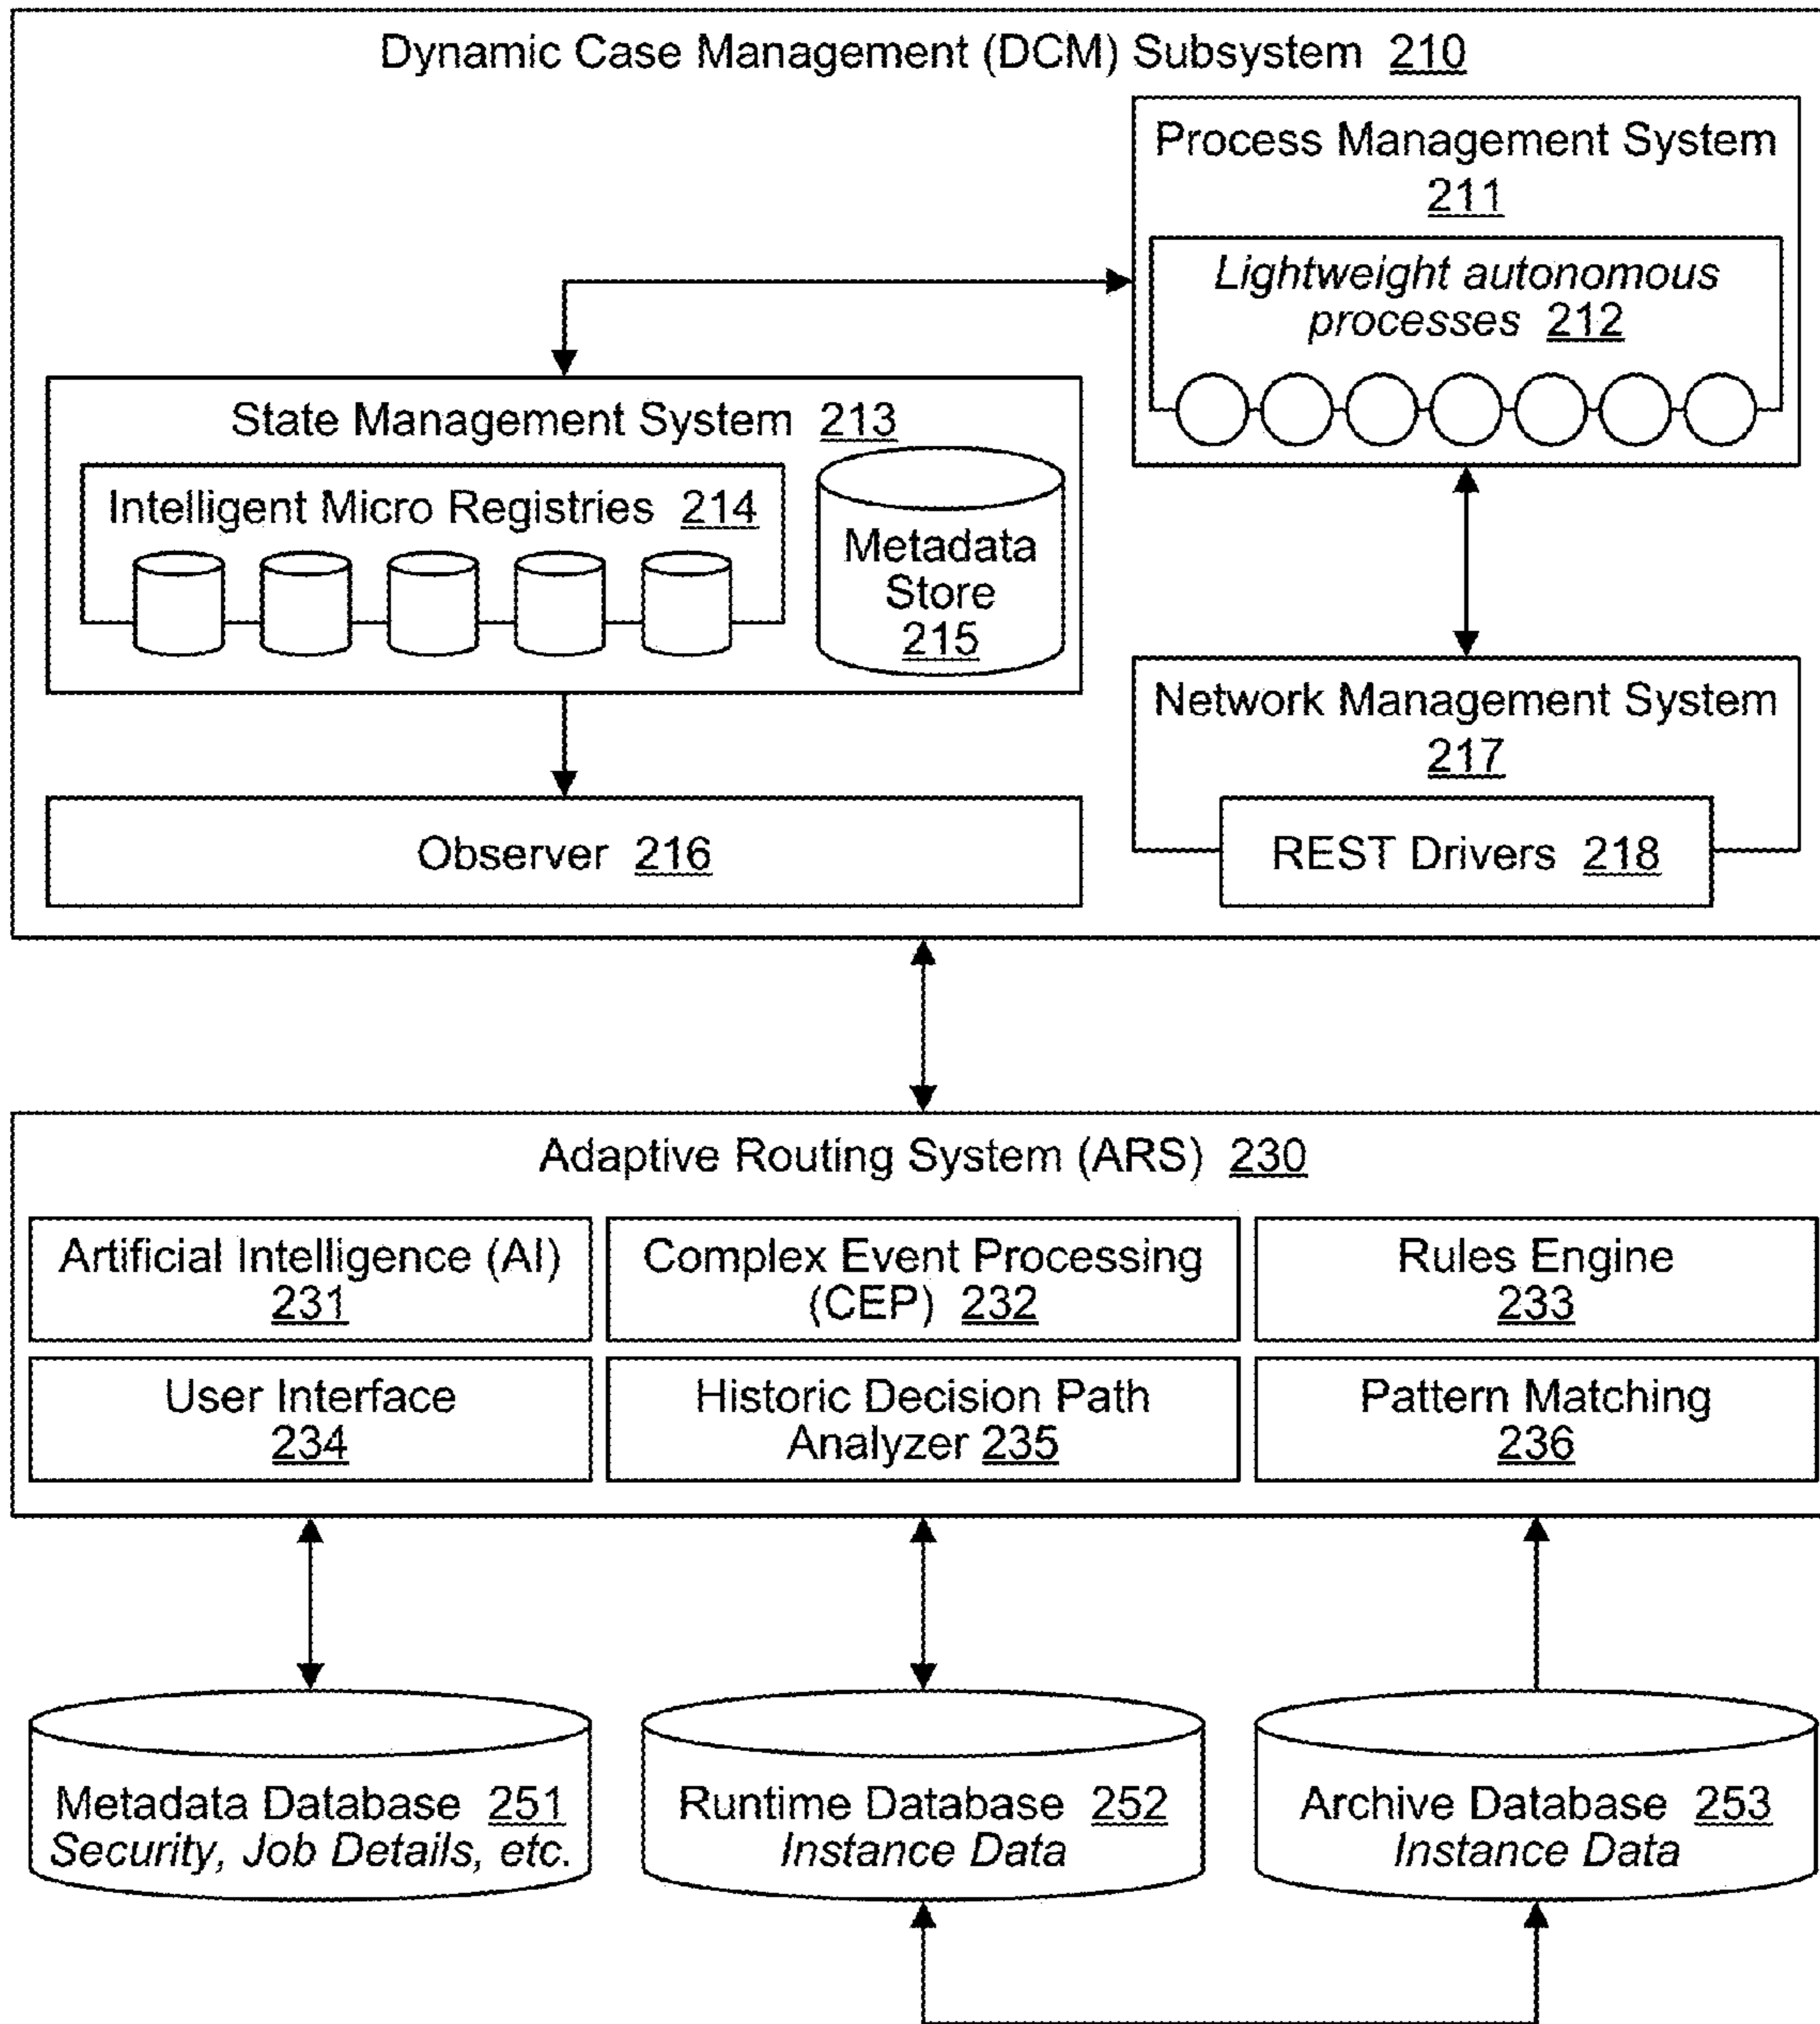 Dynamic Case Management (DCM) Subsystem 210
Process Management System
211
Lightweight autonomous
processes 212
State Management System 213
Intelligent Micro Registries 214
Metadata
Store
215
Network Management System
217
Observer 216
REST Drivers 218
Adaptive Routing System (ARS) 230
Artificial Intelligence (AI)
231
Complex Event Processing
(CEP) 232
Rules Engine
233
User Interface
234
Historic Decision Path
Analyzer 235
Pattern Matching
236
Metadata Database 251
Security, Job Details, etc.
Runtime Database 252
Instance Data
Archive Database 253
Instance Data